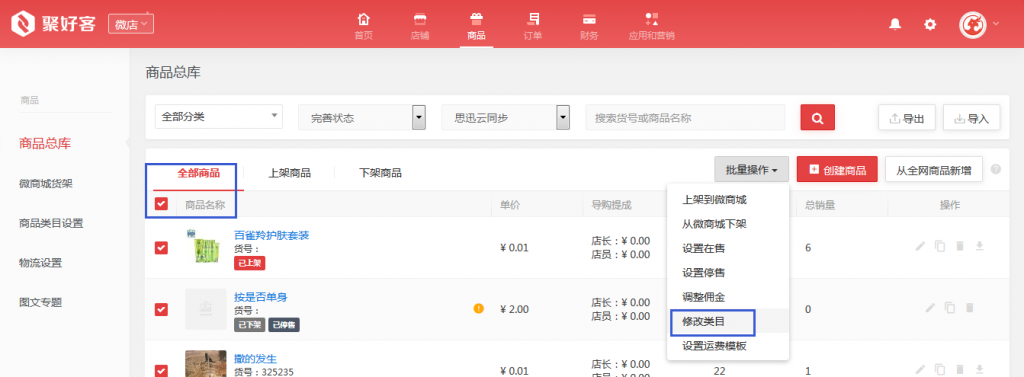 聚好客 微店
首页 店铺 商品 订单 财务 应用和营销
商品总库
商品
商品总库
微商城货架
商品类目设置
物流设置
图文专题
全部分类 完善状态 思迅云同步 搜索货号或商品名称 导出 导入
全部商品 上架商品 下架商品 批量操作 创建商品 从全网商品新增
商品名称 单价 导购提成 总销量 操作
上架到微商城
从微商城下架
设置在售
设置停售
调整佣金
修改类目
设置运费模板
百雀羚护肤套装
货号：
已上架
¥ 0.01
店长：¥ 0.00
店员：¥ 0.00
6
按是否单身
货号：
已下架 已停售
¥ 2.00
店长：¥ 0.00
店员：¥ 0.00
0
撒的发生
货号：325235
¥ 0.01
店长：¥ 0.00
22
1